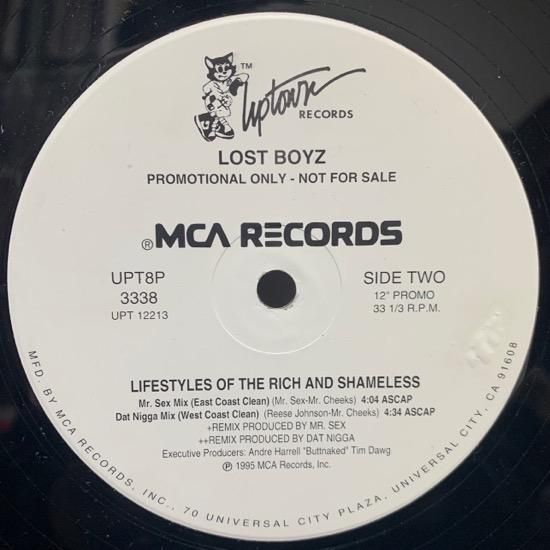 TM
Uptown
RECORDS
LOST BOYZ
PROMOTIONAL ONLY - NOT FOR SALE
® MCA RECORDS
UPT8P
3338
UPT 12213
SIDE TWO
12" PROMO
33 1/3 R.P.M.
LIFESTYLES OF THE RICH AND SHAMELESS
Mr. Sex Mix (East Coast Clean) (Mr. Sex-Mr. Cheeks) 4:04 ASCAP
Dat Nigga Mix (West Coast Clean) (Reese Johnson-Mr. Cheeks) 4:34 ASCAP
+REMIX PRODUCED BY MR. SEX
++REMIX PRODUCED BY DAT NIGGA
Executive Producers: Andre Harrell "Buttnaked" Tim Dawg
℗ 1995 MCA Records, Inc.
MFD. BY MCA RECORDS, INC., 70 UNIVERSAL CITY PLAZA, UNIVERSAL CITY, CA 91608